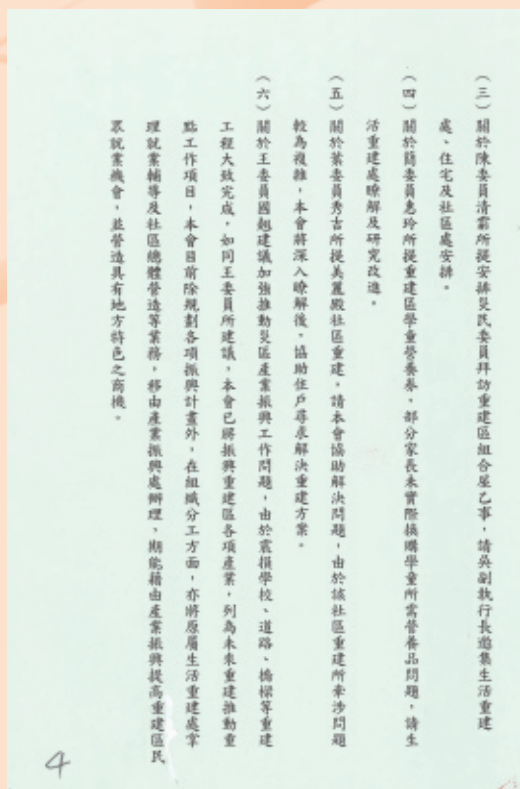 （三）關於陳委員清霖所提安排災民委員拜訪重建區組合屋乙事，請吳副執行長邀集生活重建
處、住宅及社區處安排。
（四）關於簡委員惠玲所提重建區學童營養券，部分家長未實際換購學童所需營養品問題，請生
活重建處瞭解及研究改進。
（五）關於葉委員秀吉所提美麗殿社區重建，請本會協助解決問題，由於該社區重建所牽涉問題
較為複雜，本會將深入瞭解後，協助住戶尋求解決重建方案。
（六）關於王委員國趐建議加強推動災區產業振興工作問題，由於震損學校、道路、橋樑等重建
工程大致完成，如同王委員所建議，本會已將振興重建區各項產業，列為未來重建推動重
點工作項目，本會目前除規劃各項振興計畫外，在組織分工方面，亦將原屬生活重建處掌
理就業輔導及社區總體營造等業務，移由產業振興處辦理，期能藉由產業振興提高重建區民
眾就業機會，並營造具有地方特色之商機。
4